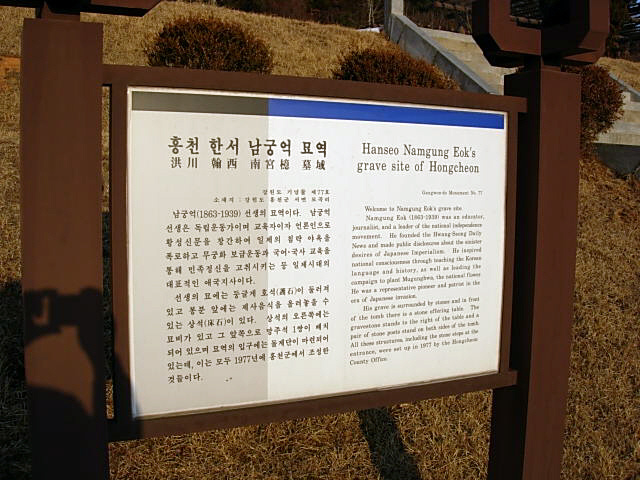 홍천 한서 남궁억 묘역
洪川 翰西 南宮檍 墓域
강원도 기념물 제77호
소재지 : 강원도 홍천군 서면 모곡리
남궁억(1863-1939) 선생의 묘역이다. 남궁억
선생은 독립운동가이며 교육자이자 언론인으로
황성신문을 창간하여 일제의 침략 야욕을
폭로하고 무궁화 보급운동과 국어·국사 교육을
통해 민족정신을 고취시키는 등 일제시대의
대표적인 애국지사이다.
선생의 묘에는 둥글게 호석(護石)이 둘러져
있고 봉분 앞에는 제사음식을 올려놓을 수
있는 상석(床石)이 있다. 상석의 오른쪽에는
묘비가 있고 그 앞쪽으로 망주석 1쌍이 배치
되어 있으며 묘역의 입구에는 돌계단이 마련되어
있는데, 이는 모두 1977년에 홍천군에서 조성한
것들이다.
Hanseo Namgung Eok's
grave site of Hongcheon
Gangwon-do Monument No. 77
Welcome to Namgung Eok's grave site.
Namgung Eok (1863-1939) was an educator,
journalist, and a leader of the national independence
movement. He founded the Hwang-Seong Daily
News and made public disclosures about the sinister
desires of Japanese Imperialism. He inspired
national consciousness through teaching the Korean
language and history, as well as leading the
campaign to plant Mugunghwa, the national flower.
He was a representative pioneer and patriot in the
era of Japanese invasion.
His grave is surrounded by stones and in front
of the tomb there is a stone offering table. The
gravestone stands to the right of the table and a
pair of stone posts stand on both sides of the tomb.
All these structures, including the stone steps at the
entrance, were set up in 1977 by the Hongcheon
County Office.